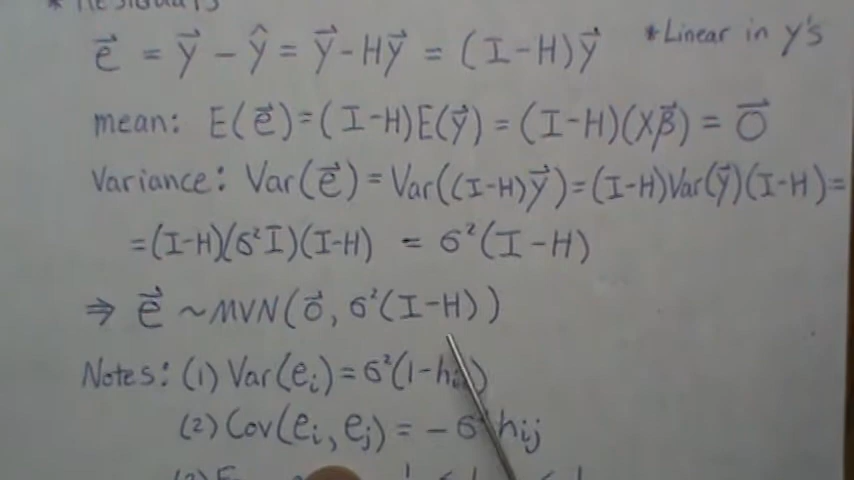 * Residuals
e⃗ = y⃗ - ŷ = y⃗ - Hy⃗ = (I-H)y⃗ *Linear in y's
mean: E(e⃗) = (I-H)E(y⃗) = (I-H)(Xβ⃗) = 0⃗
Variance: Var(e⃗) = Var((I-H)y⃗) = (I-H)Var(y⃗)(I-H) =
= (I-H)(σ²I)(I-H) = σ²(I-H)
⇒ e⃗ ~ MVN(0⃗, σ²(I-H))
Notes: (1) Var(eᵢ) = σ²(1-hᵢᵢ)
(2) Cov(eᵢ, eⱼ) = -σ²hᵢⱼ